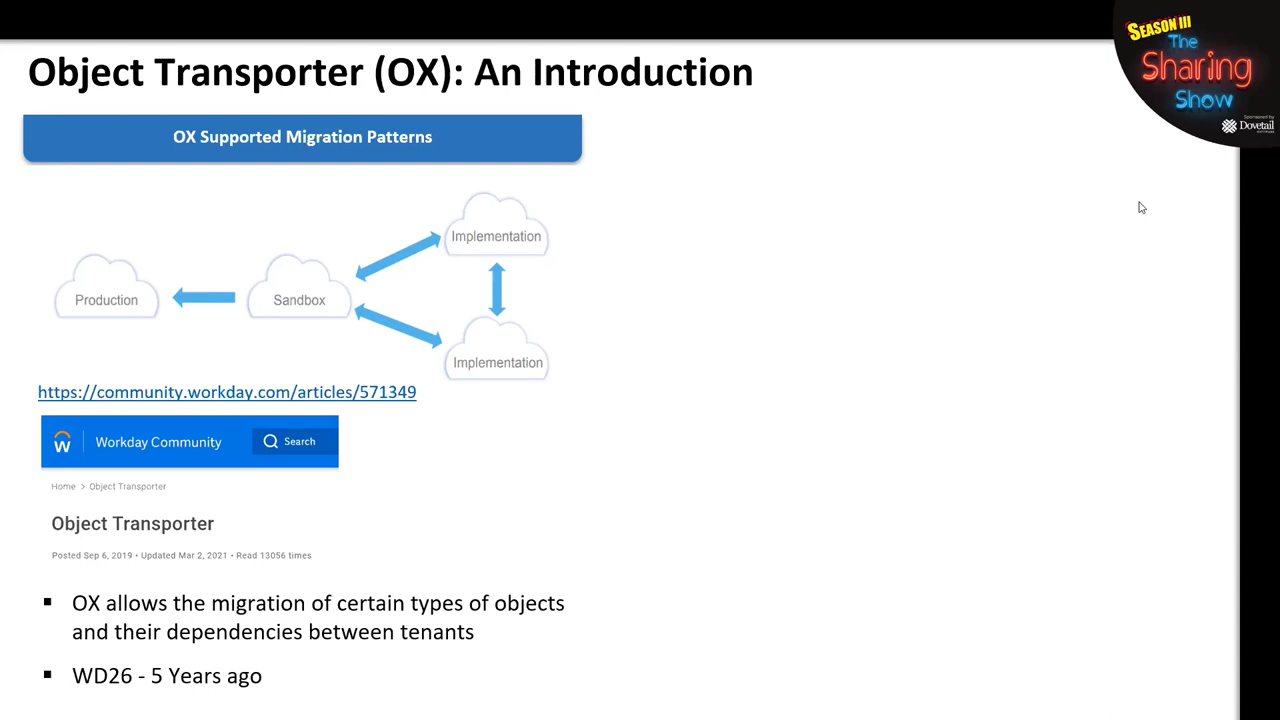 Object Transporter (OX): An Introduction
SEASON III
The
Sharing
Show
Sponsored by
Dovetail
SOFTWARE
OX Supported Migration Patterns
Implementation
Production
Sandbox
Implementation
https://community.workday.com/articles/571349
W
Workday Community
Search
Home > Object Transporter
Object Transporter
Posted Sep 6, 2019 • Updated Mar 2, 2021 • Read 13056 times
▪ OX allows the migration of certain types of objects
and their dependencies between tenants
▪ WD26 - 5 Years ago